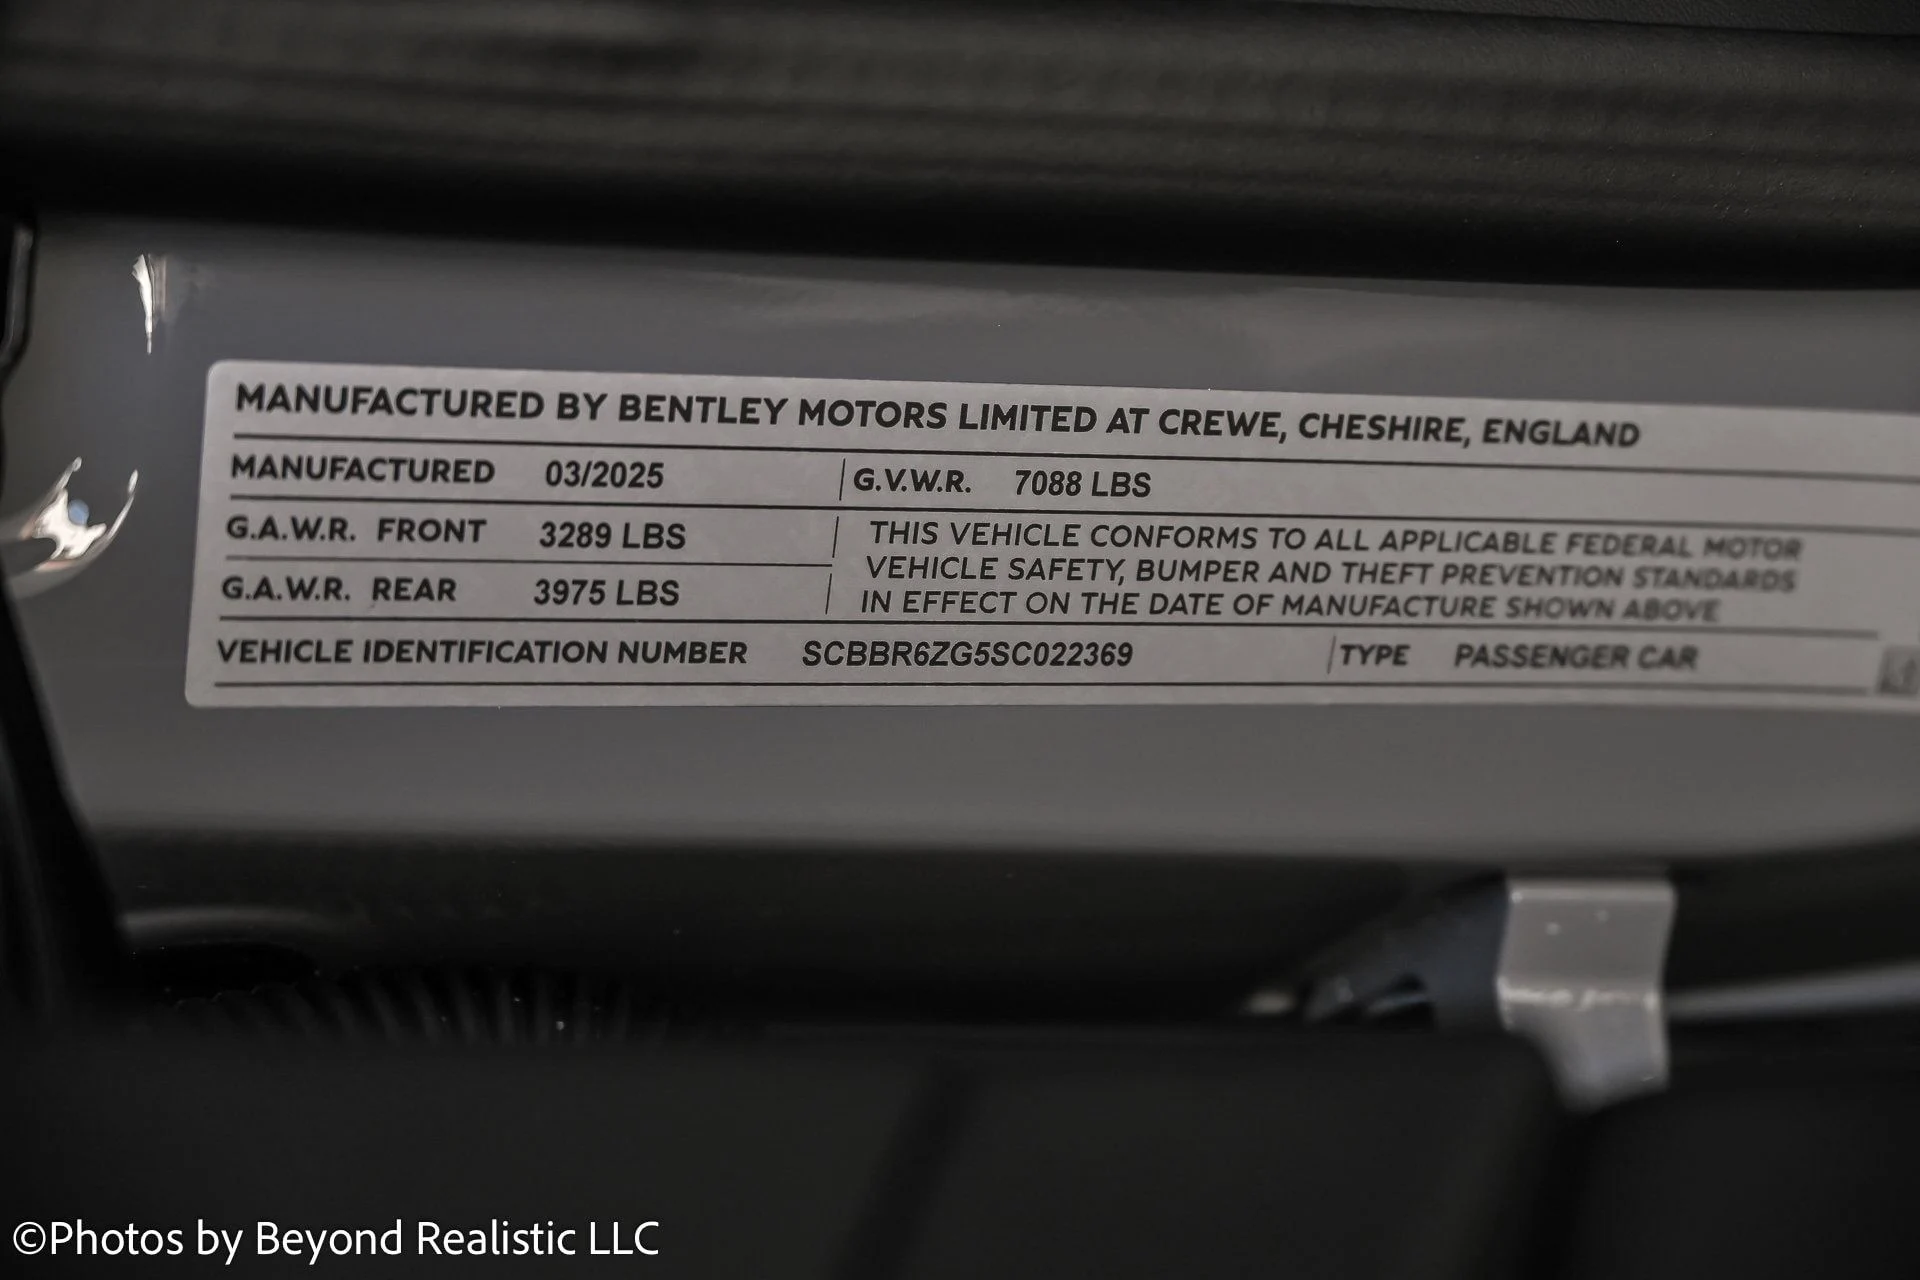 MANUFACTURED BY BENTLEY MOTORS LIMITED AT CREWE, CHESHIRE, ENGLAND
MANUFACTURED 03/2025 G.V.W.R. 7088 LBS
G.A.W.R. FRONT 3289 LBS
G.A.W.R. REAR 3975 LBS
THIS VEHICLE CONFORMS TO ALL APPLICABLE FEDERAL MOTOR
VEHICLE SAFETY, BUMPER AND THEFT PREVENTION STANDARDS
IN EFFECT ON THE DATE OF MANUFACTURE SHOWN ABOVE
VEHICLE IDENTIFICATION NUMBER SCBBR6ZG5SC022369 TYPE PASSENGER CAR
©Photos by Beyond Realistic LLC